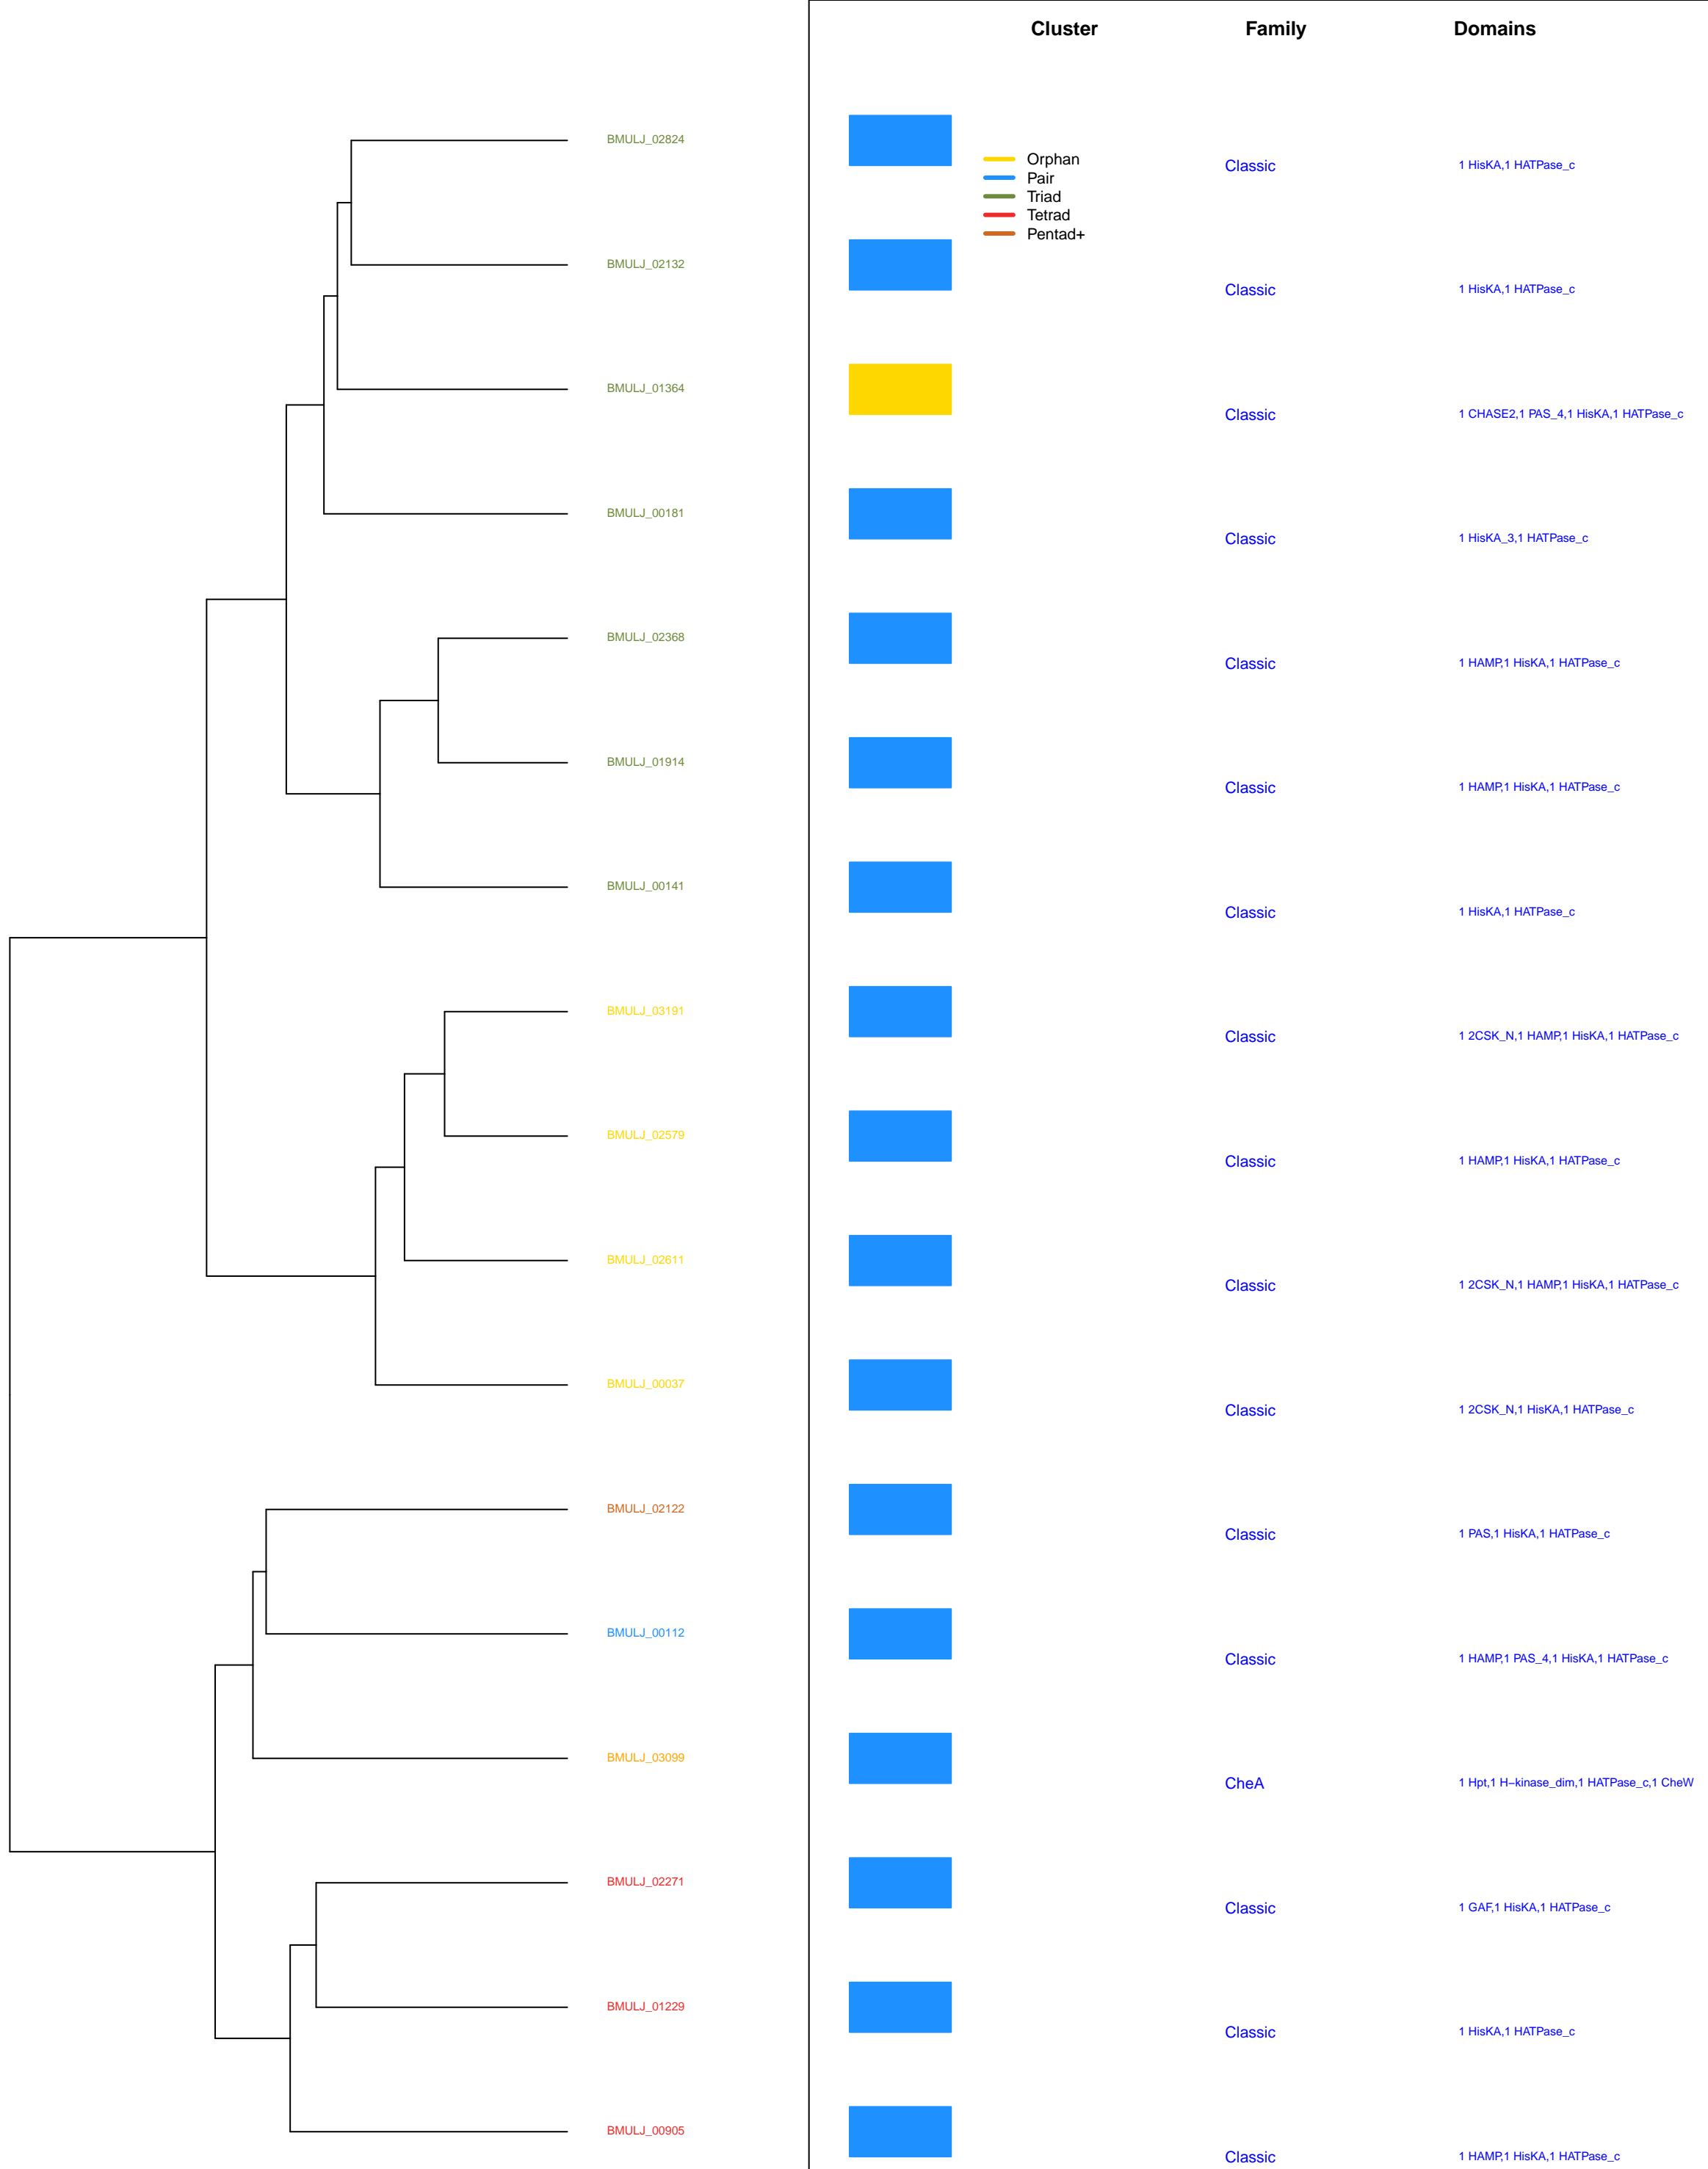 Cluster Family Domains
BMULJ_02824
Orphan
Pair
Triad
Tetrad
Pentad+
Classic 1 HisKA,1 HATPase_c
BMULJ_02132
Classic 1 HisKA,1 HATPase_c
BMULJ_01364
Classic 1 CHASE2,1 PAS_4,1 HisKA,1 HATPase_c
BMULJ_00181
Classic 1 HisKA_3,1 HATPase_c
BMULJ_02368
Classic 1 HAMP,1 HisKA,1 HATPase_c
BMULJ_01914
Classic 1 HAMP,1 HisKA,1 HATPase_c
BMULJ_00141
Classic 1 HisKA,1 HATPase_c
BMULJ_03191
Classic 1 2CSK_N,1 HAMP,1 HisKA,1 HATPase_c
BMULJ_02579
Classic 1 HAMP,1 HisKA,1 HATPase_c
BMULJ_02611
Classic 1 2CSK_N,1 HAMP,1 HisKA,1 HATPase_c
BMULJ_00037
Classic 1 2CSK_N,1 HisKA,1 HATPase_c
BMULJ_02122
Classic 1 PAS,1 HisKA,1 HATPase_c
BMULJ_00112
Classic 1 HAMP,1 PAS_4,1 HisKA,1 HATPase_c
BMULJ_03099
CheA 1 Hpt,1 H−kinase_dim,1 HATPase_c,1 CheW
BMULJ_02271
Classic 1 GAF,1 HisKA,1 HATPase_c
BMULJ_01229
Classic 1 HisKA,1 HATPase_c
BMULJ_00905
Classic 1 HAMP,1 HisKA,1 HATPase_c